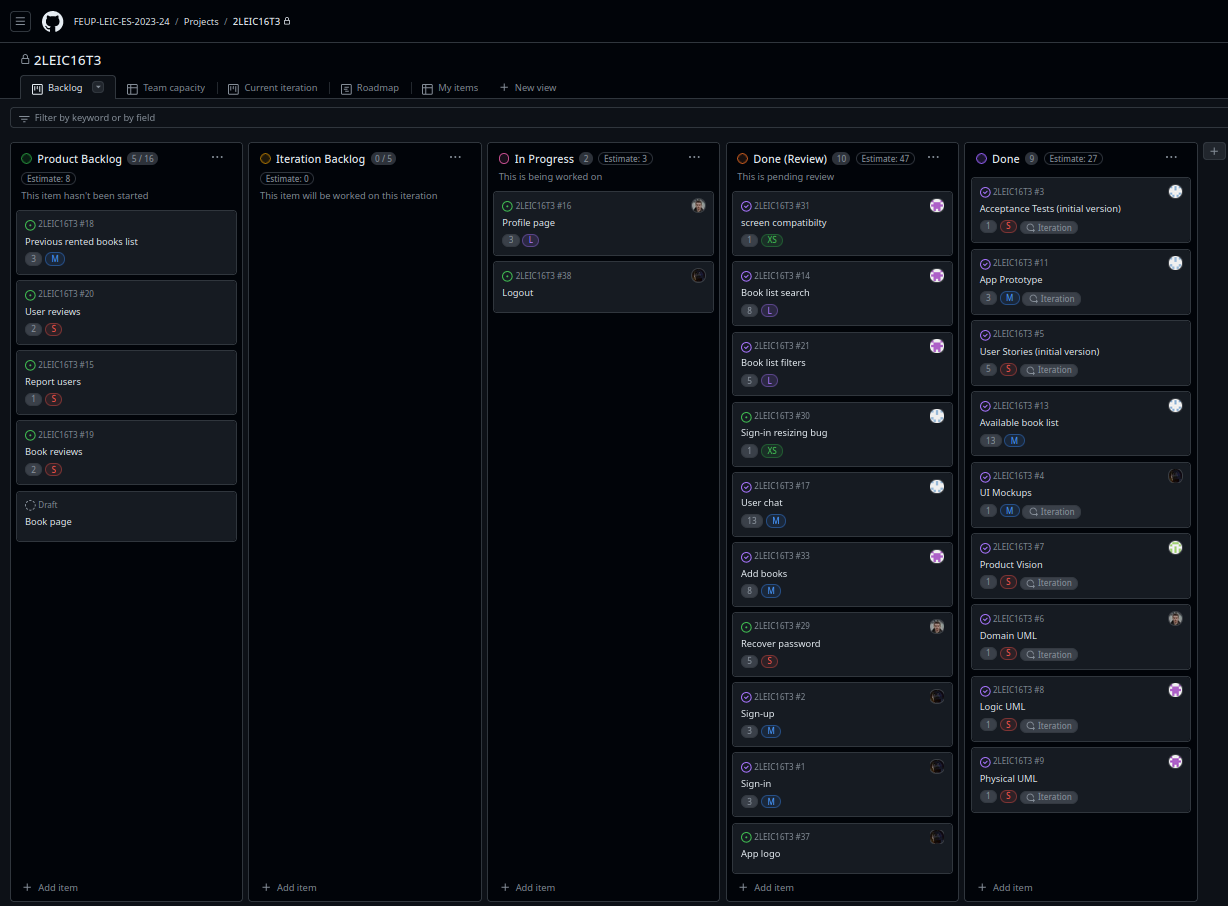 FEUP-LEIC-ES-2023-24 / Projects / 2LEIC16T3
2LEIC16T3
Backlog Team capacity Current iteration Roadmap My items + New view
Filter by keyword or by field
Product Backlog 5 / 16
Estimate: 8
This item hasn't been started
2LEIC16T3 #18
Previous rented books list
3 M
2LEIC16T3 #20
User reviews
2 S
2LEIC16T3 #15
Report users
1 S
2LEIC16T3 #19
Book reviews
2 S
Draft
Book page
+ Add item
Iteration Backlog 0 / 5
Estimate: 0
This item will be worked on this iteration
+ Add item
In Progress 2 Estimate: 3
This is being worked on
2LEIC16T3 #16
Profile page
3 L
2LEIC16T3 #38
Logout
+ Add item
Done (Review) 10 Estimate: 47
This is pending review
2LEIC16T3 #31
screen compatibilty
1 XS
2LEIC16T3 #14
Book list search
8 L
2LEIC16T3 #21
Book list filters
5 L
2LEIC16T3 #30
Sign-in resizing bug
1 XS
2LEIC16T3 #17
User chat
13 M
2LEIC16T3 #33
Add books
8 M
2LEIC16T3 #29
Recover password
5 S
2LEIC16T3 #2
Sign-up
3 M
2LEIC16T3 #1
Sign-in
3 M
2LEIC16T3 #37
App logo
+ Add item
Done 9 Estimate: 27
2LEIC16T3 #3
Acceptance Tests (initial version)
1 S Iteration
2LEIC16T3 #11
App Prototype
3 M Iteration
2LEIC16T3 #5
User Stories (initial version)
5 S Iteration
2LEIC16T3 #13
Available book list
13 M
2LEIC16T3 #4
UI Mockups
1 M Iteration
2LEIC16T3 #7
Product Vision
1 S Iteration
2LEIC16T3 #6
Domain UML
1 S Iteration
2LEIC16T3 #8
Logic UML
1 S Iteration
2LEIC16T3 #9
Physical UML
1 S Iteration
+ Add item